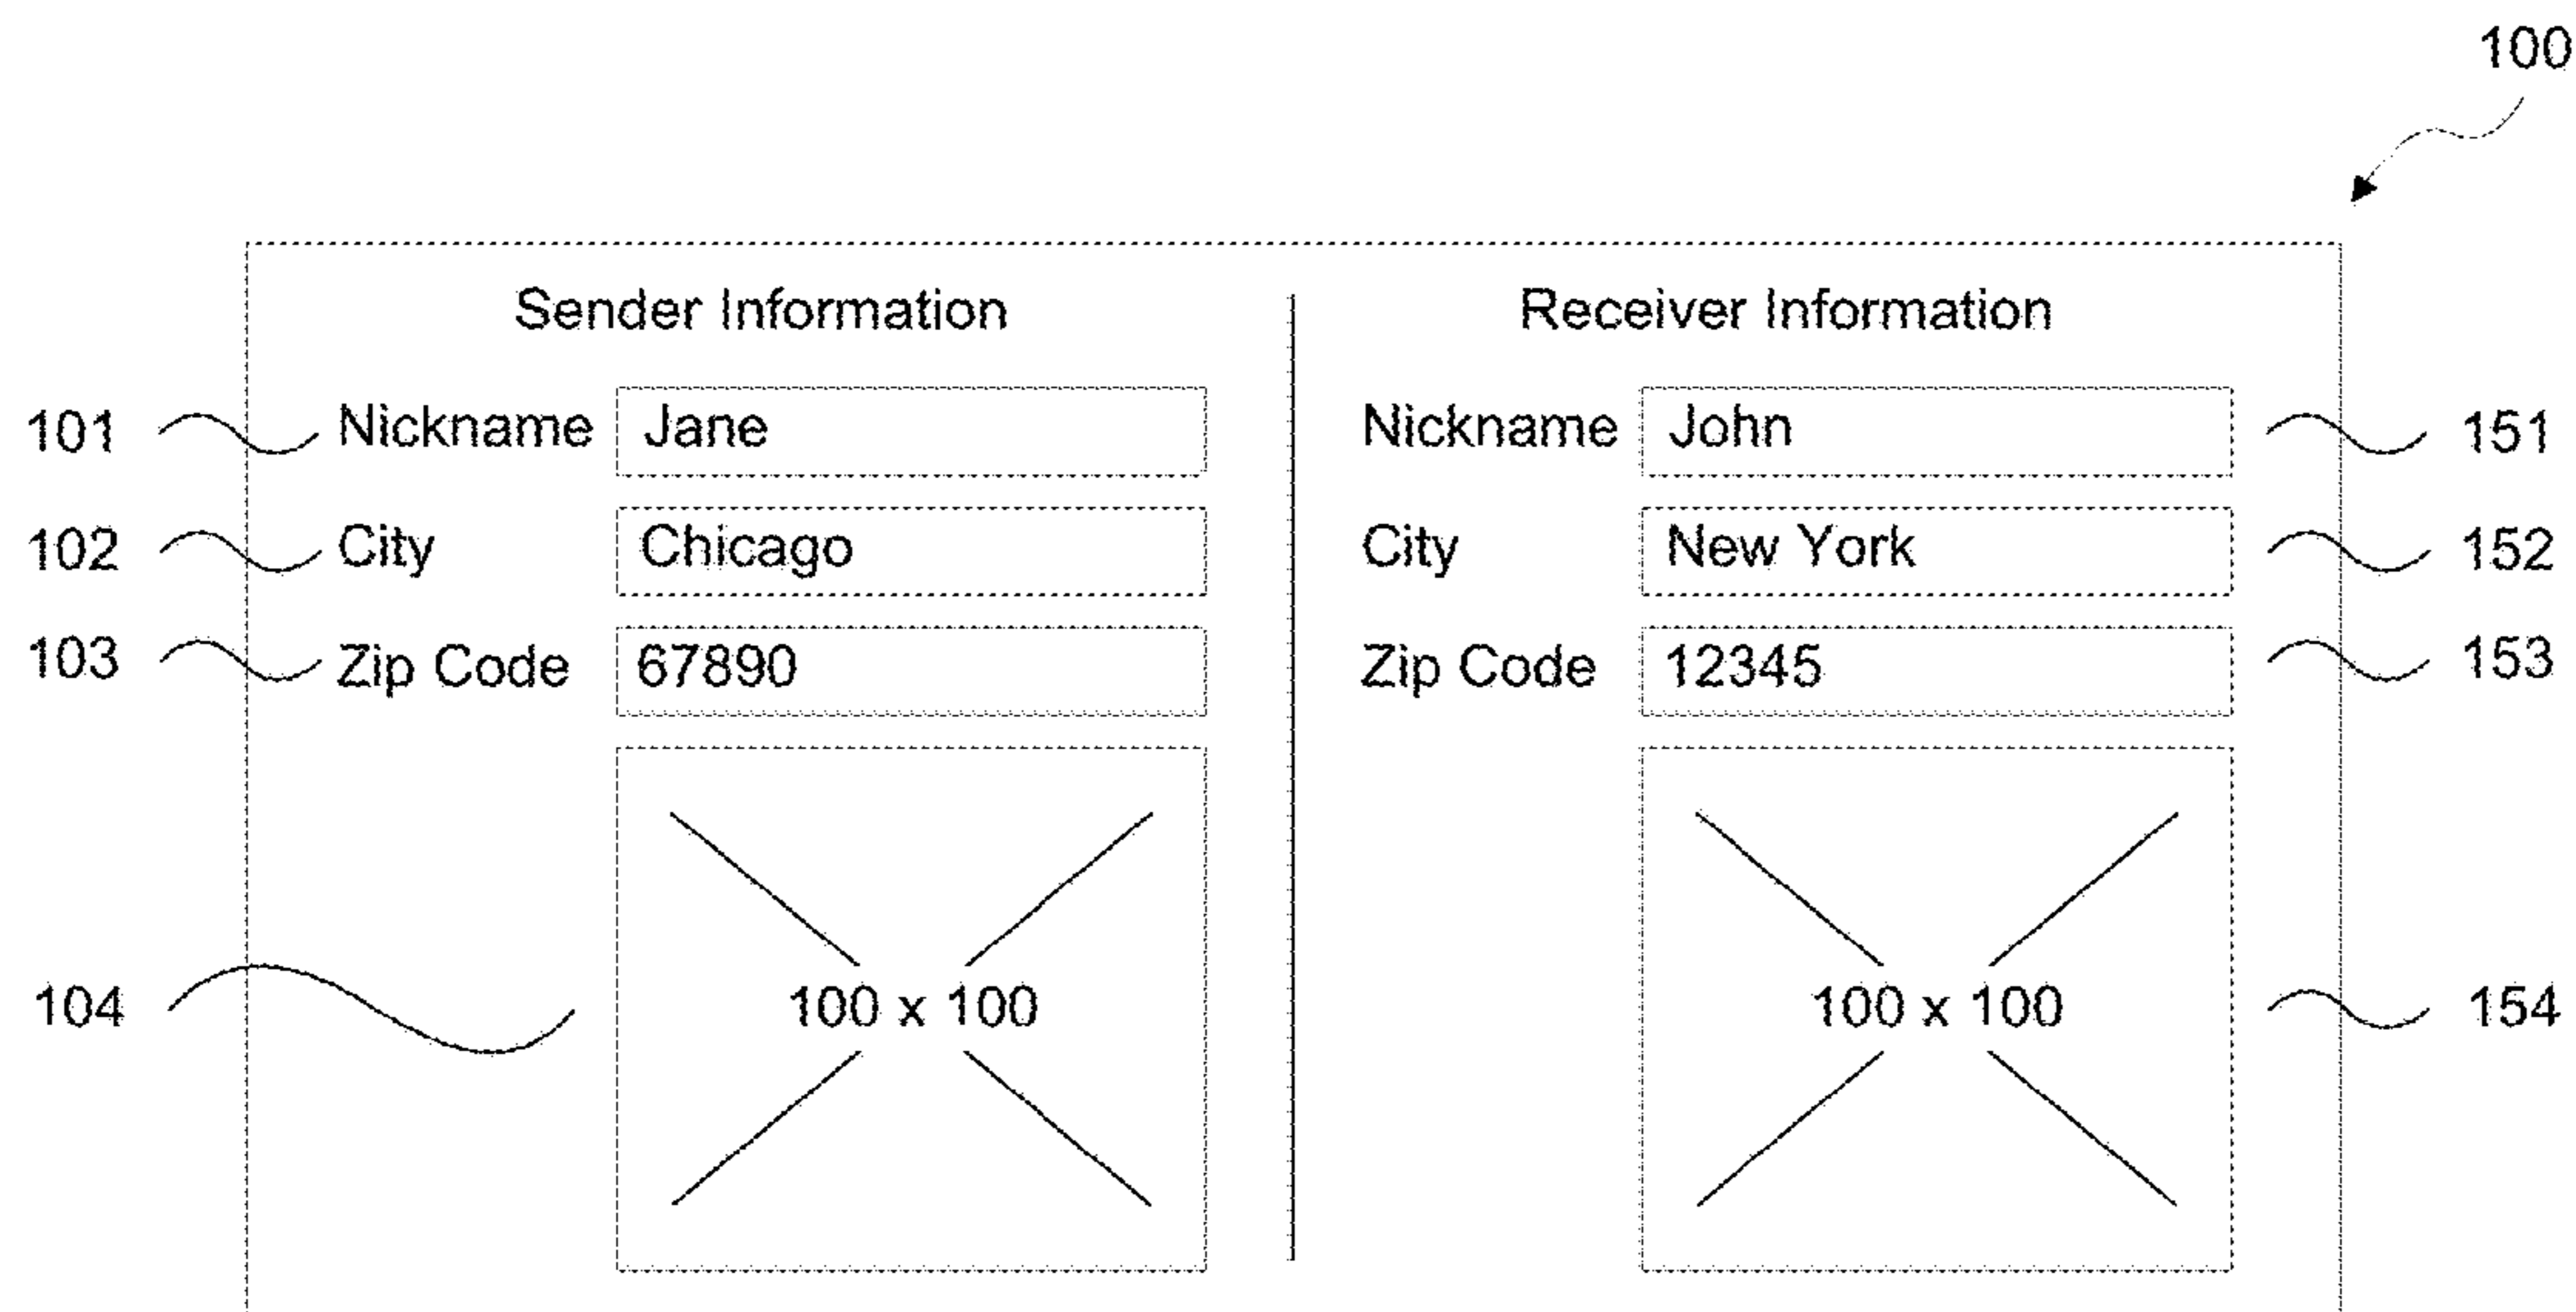 100
Sender Information Receiver Information
101 Nickname Jane Nickname John 151
102 City Chicago City New York 152
103 Zip Code 67890 Zip Code 12345 153
104 100 x 100 100 x 100 154